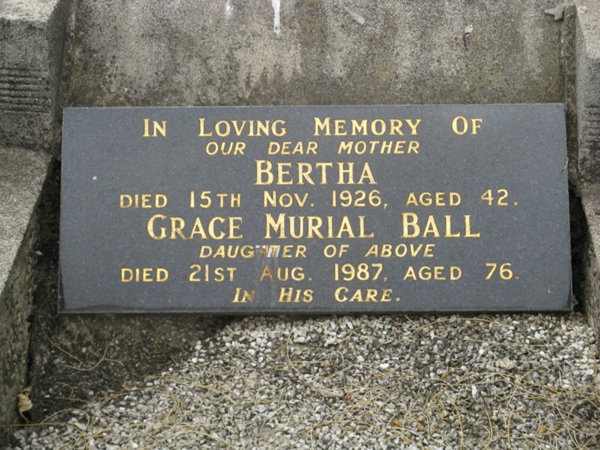 IN LOVING MEMORY OF
OUR DEAR MOTHER
BERTHA
DIED 15TH NOV. 1926, AGED 42.
GRACE MURIAL BALL
DAUGHTER OF ABOVE
DIED 21ST AUG. 1987, AGED 76.
IN HIS CARE.